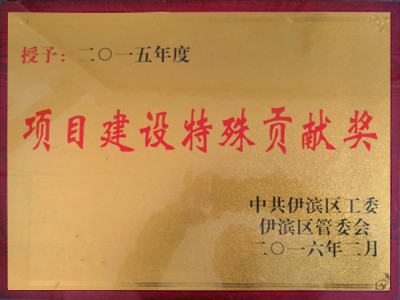 授予：二〇一五年度
项目建设特殊贡献奖
中共伊滨区工委
伊滨区管委会
二〇一六年二月